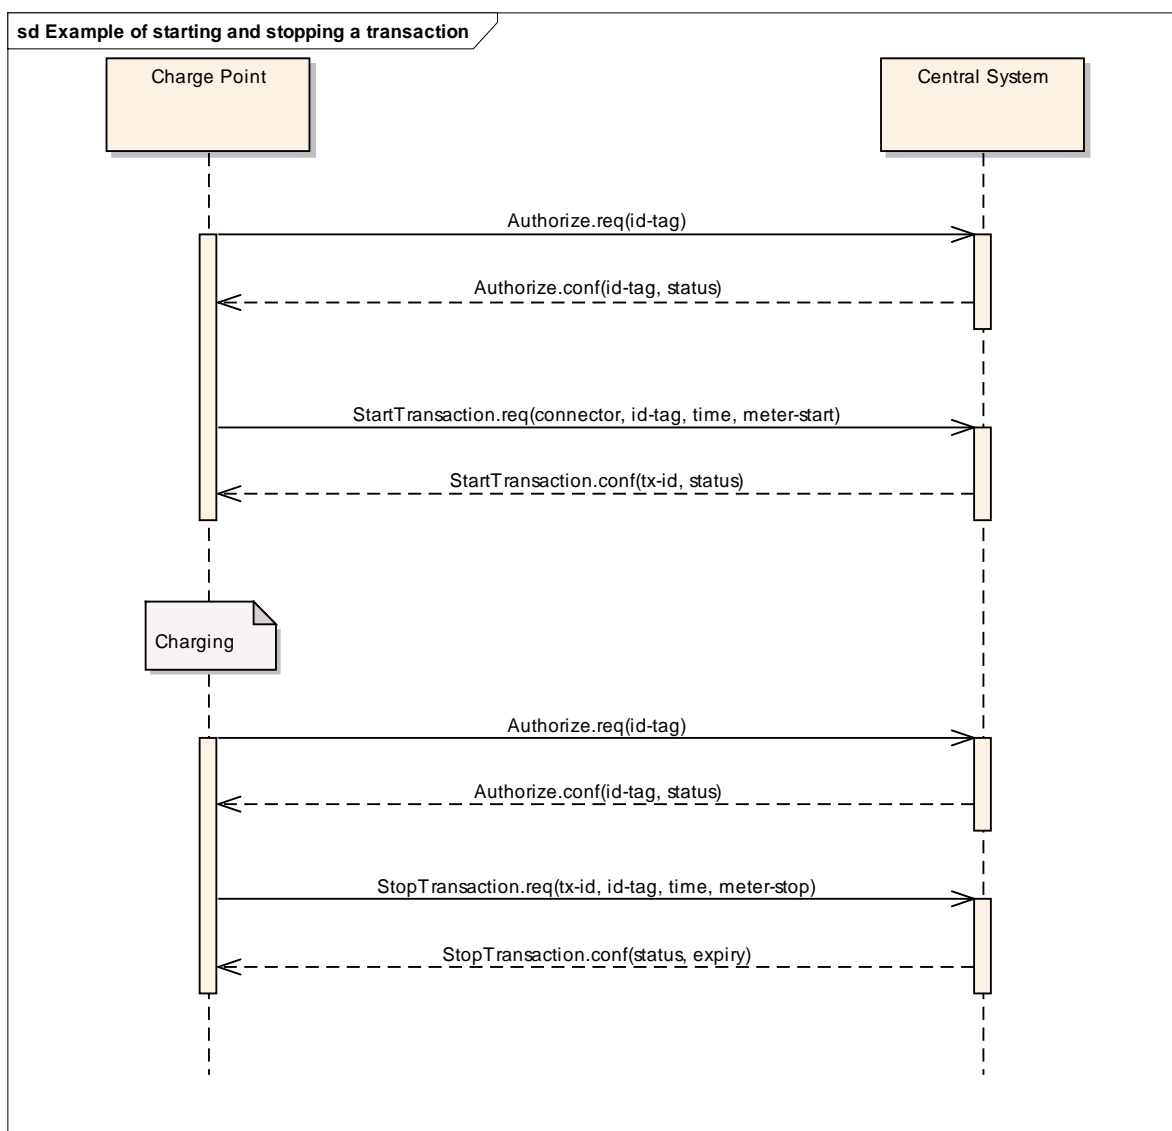 sd Example of starting and stopping a transaction
Charge Point
Central System
Authorize.req(id-tag)
Authorize.conf(id-tag, status)
StartTransaction.req(connector, id-tag, time, meter-start)
StartTransaction.conf(tx-id, status)
Charging
Authorize.req(id-tag)
Authorize.conf(id-tag, status)
StopTransaction.req(tx-id, id-tag, time, meter-stop)
StopTransaction.conf(status, expiry)